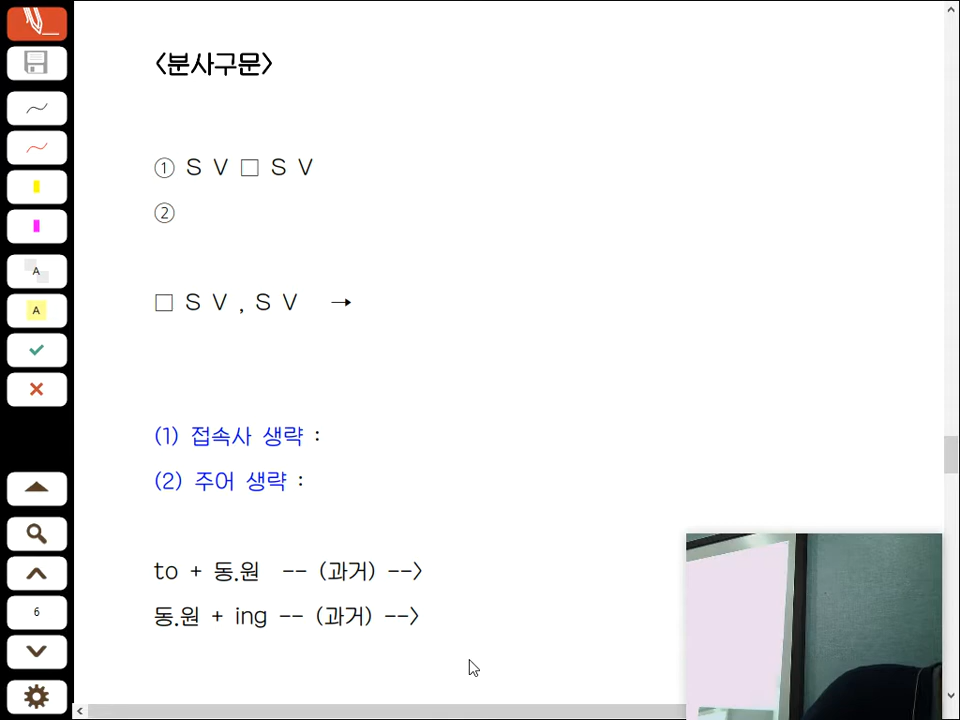 〈분사구문〉
① S V □ S V
②
□ S V , S V →
(1) 접속사 생략 :
(2) 주어 생략 :
to + 동.원 -- (과거) --〉
동.원 + ing -- (과거) --〉
A
A
6